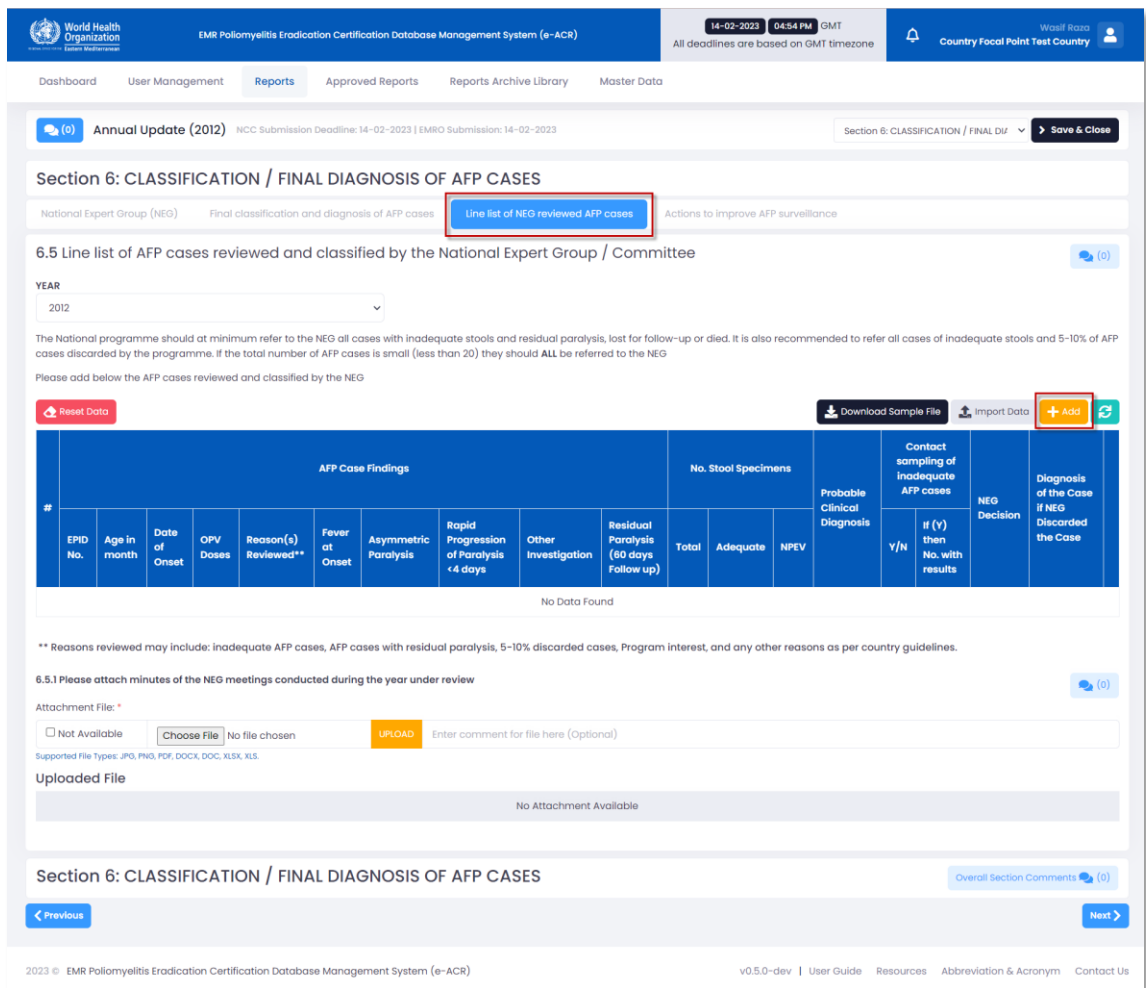 World Health
Organization
Eastern Mediterranean
EMR Poliomyelitis Eradication Certification Database Management System (e-ACR)
14-02-2023 04:54 PM GMT
All deadlines are based on GMT timezone
Wasif Raza
Country Focal Point Test Country
Dashboard User Management Reports Approved Reports Reports Archive Library Master Data
(0) Annual Update (2012) NCC Submission Deadline: 14-02-2023 | EMRO Submission: 14-02-2023
Section 6: CLASSIFICATION / FINAL DI
Save & Close
Section 6: CLASSIFICATION / FINAL DIAGNOSIS OF AFP CASES
National Expert Group (NEG) Final classification and diagnosis of AFP cases Line list of NEG reviewed AFP cases Actions to improve AFP surveillance
6.5 Line list of AFP cases reviewed and classified by the National Expert Group / Committee
(0)
YEAR
2012
The National programme should at minimum refer to the NEG all cases with inadequate stools and residual paralysis, lost for follow-up or died. It is also recommended to refer all cases of inadequate stools and 5-10% of AFP
cases discarded by the programme. If the total number of AFP cases is small (less than 20) they should ALL be referred to the NEG
Please add below the AFP cases reviewed and classified by the NEG
Reset Data Download Sample File Import Data + Add
#
AFP Case Findings
EPID
No.
Age in
month
Date
of
Onset
OPV
Doses
Reason(s)
Reviewed**
Fever
at
Onset
Asymmetric
Paralysis
Rapid
Progression
of Paralysis
<4 days
Other
Investigation
Residual
Paralysis
(60 days
Follow up)
No. Stool Specimens
Total Adequate NPEV
Probable
Clinical
Diagnosis
Contact
sampling of
inadequate
AFP cases
Y/N
If (Y)
then
No. with
results
NEG
Decision
Diagnosis
of the Case
if NEG
Discarded
the Case
No Data Found
** Reasons reviewed may include: inadequate AFP cases, AFP cases with residual paralysis, 5-10% discarded cases, Program interest, and any other reasons as per country guidelines.
6.5.1 Please attach minutes of the NEG meetings conducted during the year under review
(0)
Attachment File: *
Not Available Choose File No file chosen UPLOAD Enter comment for file here (Optional)
Supported File Types: JPG, PNG, PDF, DOCX, DOC, XLSX, XLS.
Uploaded File
No Attachment Available
Section 6: CLASSIFICATION / FINAL DIAGNOSIS OF AFP CASES
Overall Section Comments (0)
Previous Next
2023 © EMR Poliomyelitis Eradication Certification Database Management System (e-ACR) v0.5.0-dev | User Guide Resources Abbreviation & Acronym Contact Us